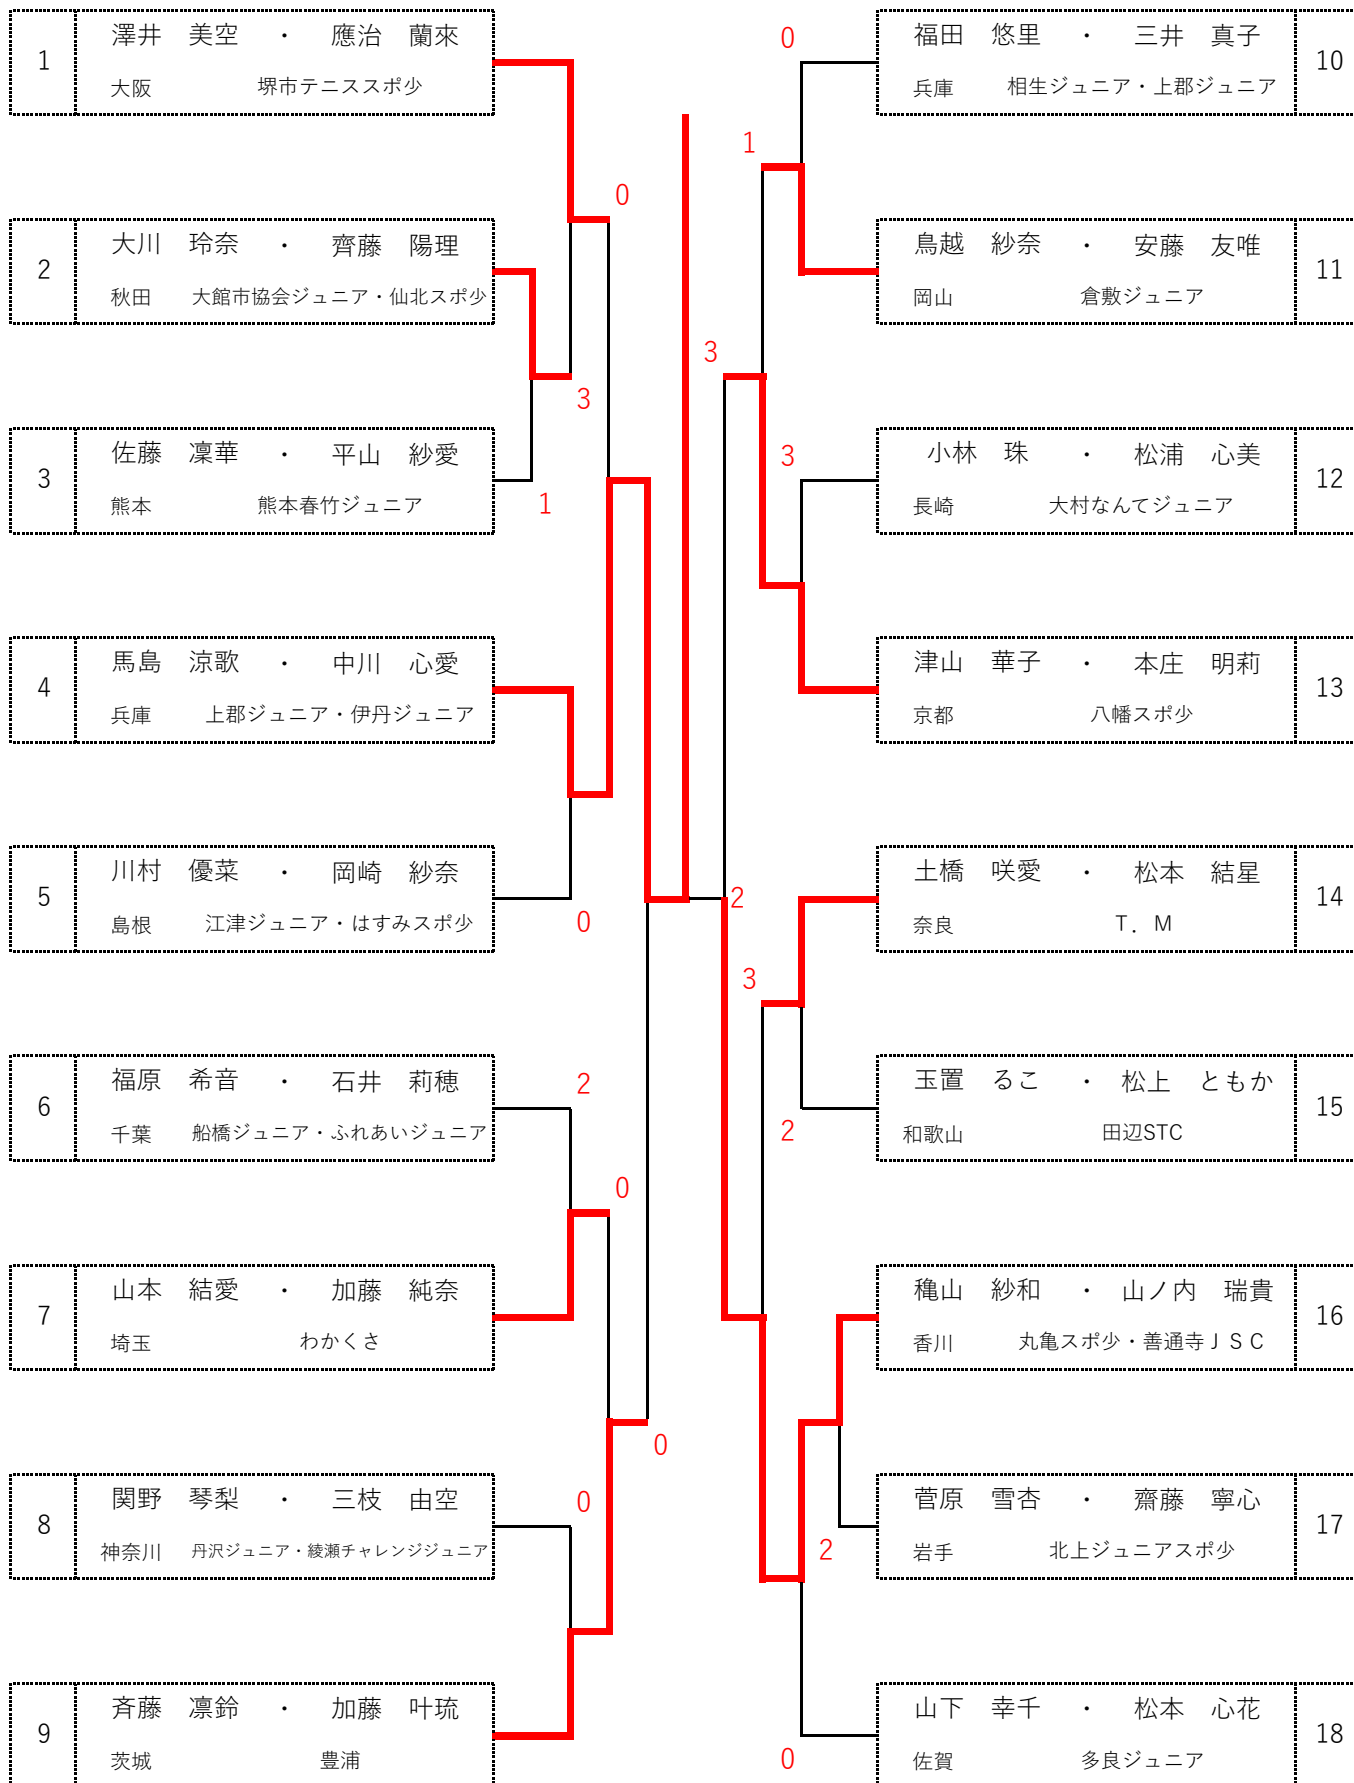 1
澤井　美空　・　應治　蘭來
大阪　堺市テニススポ少
0
2
大川　玲奈　・　齊藤　陽理
秋田　大館市協会ジュニア・仙北スポ少
3
3
佐藤　凜華　・　平山　紗愛
熊本　熊本春竹ジュニア
1
4
馬島　涼歌　・　中川　心愛
兵庫　上郡ジュニア・伊丹ジュニア
5
川村　優菜　・　岡崎　紗奈
島根　江津ジュニア・はすみスポ少
0
6
福原　希音　・　石井　莉穂
千葉　船橋ジュニア・ふれあいジュニア
2
0
7
山本　結愛　・　加藤　純奈
埼玉　わかくさ
0
8
関野　琴梨　・　三枝　由空
神奈川　丹沢ジュニア・綾瀬チャレンジジュニア
0
9
斉藤　凛鈴　・　加藤　叶琉
茨城　豊浦
0
福田　悠里　・　三井　真子
10
兵庫　相生ジュニア・上郡ジュニア
1
鳥越　紗奈　・　安藤　友唯
11
岡山　倉敷ジュニア
3
3
小林　珠　・　松浦　心美
12
長崎　大村なんてジュニア
津山　華子　・　本庄　明莉
13
京都　八幡スポ少
2
土橋　咲愛　・　松本　結星
14
奈良　T．M
3
玉置　るこ　・　松上　ともか
15
和歌山　田辺STC
2
穐山　紗和　・　山ノ内　瑞貴
16
香川　丸亀スポ少・善通寺ＪＳＣ
菅原　雪杏　・　齋藤　寧心
17
岩手　北上ジュニアスポ少
2
山下　幸千　・　松本　心花
18
佐賀　多良ジュニア
0